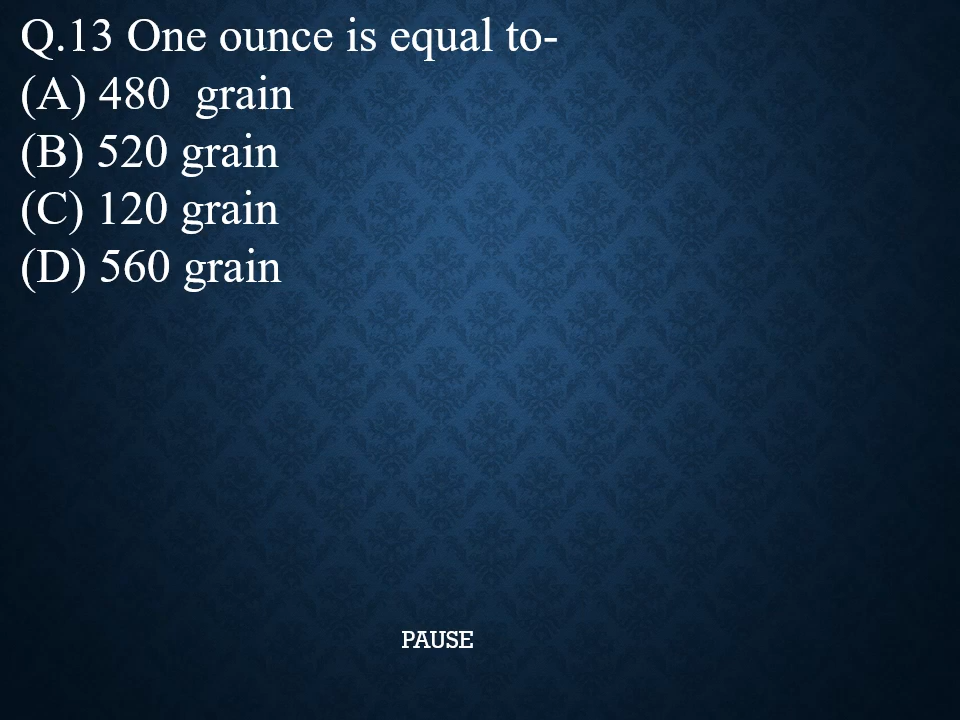 Q.13 One ounce is equal to-
(A) 480  grain
(B) 520 grain
(C) 120 grain
(D) 560 grain
PAUSE